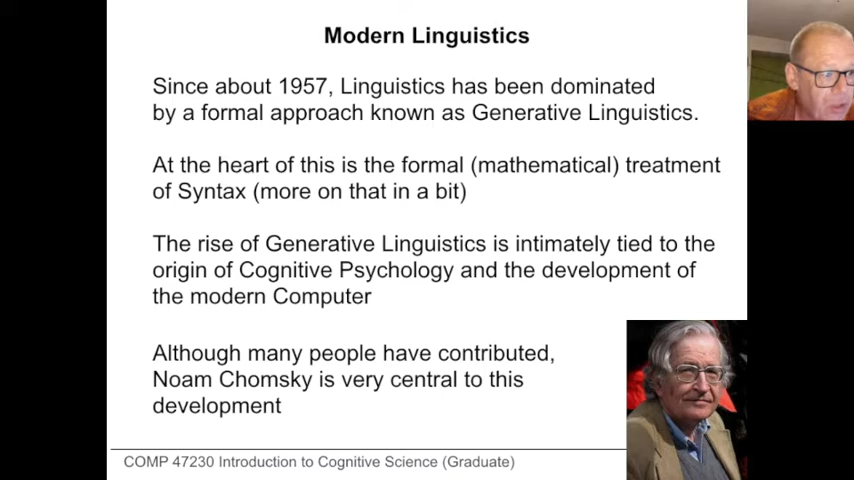 Modern Linguistics
Since about 1957, Linguistics has been dominated
by a formal approach known as Generative Linguistics.
At the heart of this is the formal (mathematical) treatment
of Syntax (more on that in a bit)
The rise of Generative Linguistics is intimately tied to the
origin of Cognitive Psychology and the development of
the modern Computer
Although many people have contributed,
Noam Chomsky is very central to this
development
COMP 47230 Introduction to Cognitive Science (Graduate)